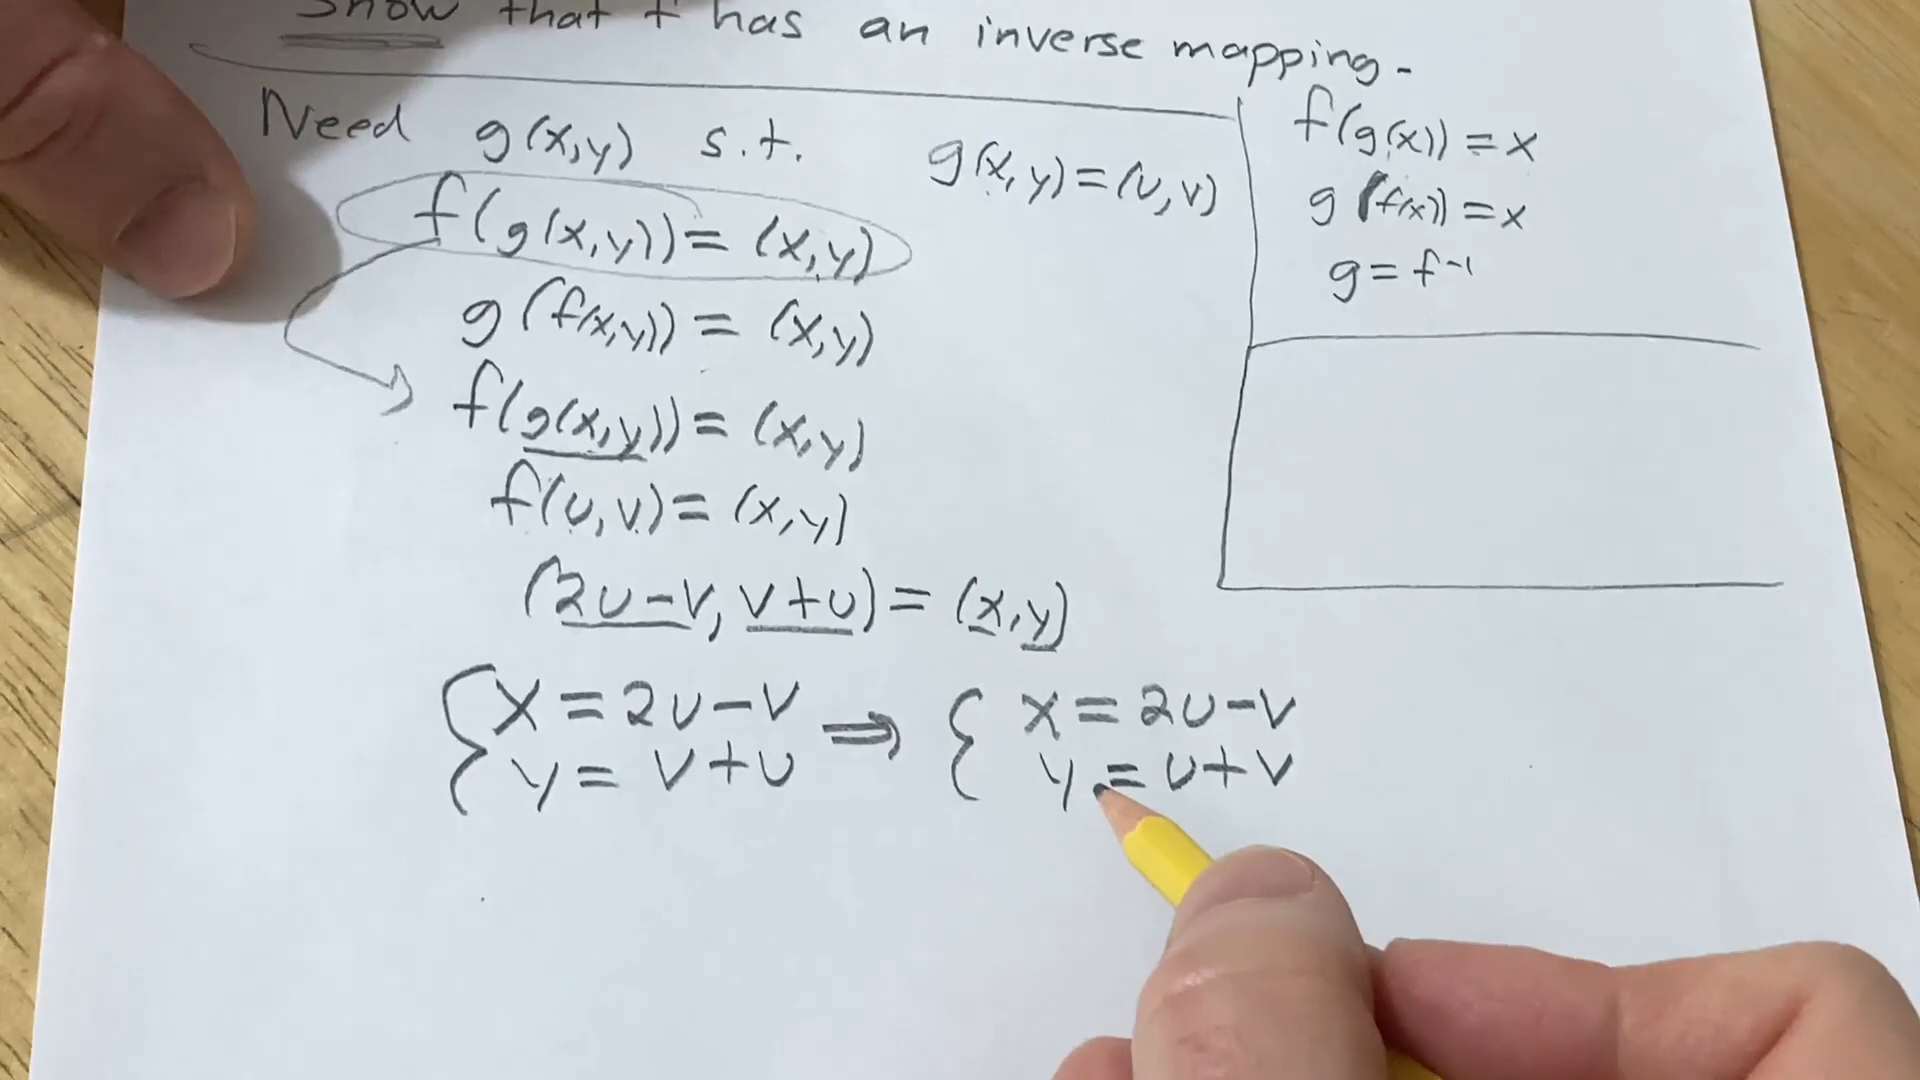 Show that f has an inverse mapping.
Need g(x,y) s.t. g(x,y)=(u,v)
f(g(x,y))=(x,y)
g(f(x,y))=(x,y)
f(g(x,y))=(x,y)
f(u,v)=(x,y)
(2u-v, v+u)=(x,y)
{x=2u-v ⇒ {x=2u-v
y=v+u y=u+v
f(g(x))=x
g(f(x))=x
g=f⁻¹